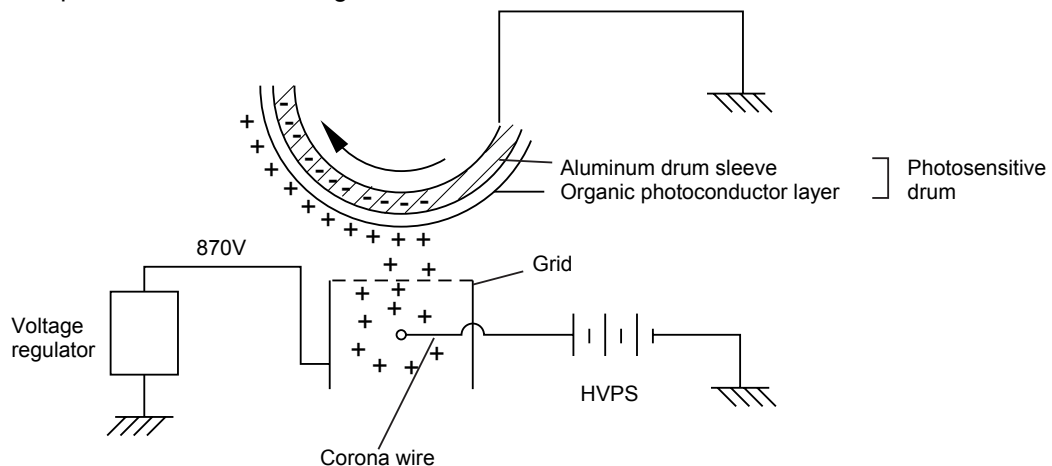 Aluminum drum sleeve
Organic photoconductor layer
Photosensitive
drum
870V
Grid
Voltage
regulator
HVPS
Corona wire